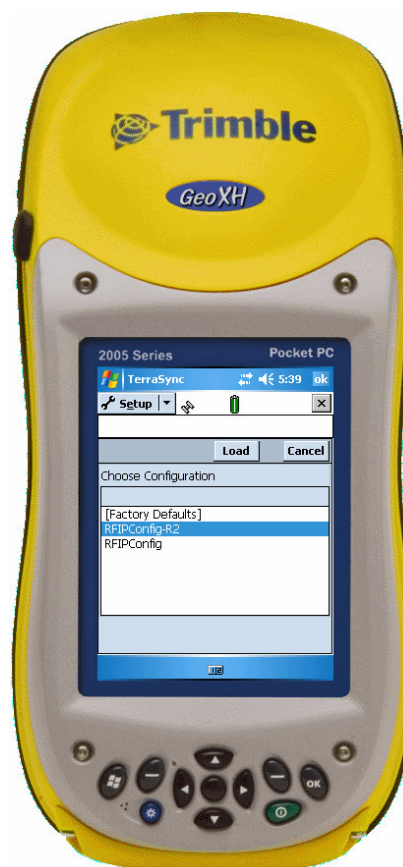 Trimble
GeoXH
2005 Series Pocket PC
TerraSync 5:39 ok
Setup
Load Cancel
Choose Configuration
[Factory Defaults]
RFIPConfig-R2
RFIPConfig
OK